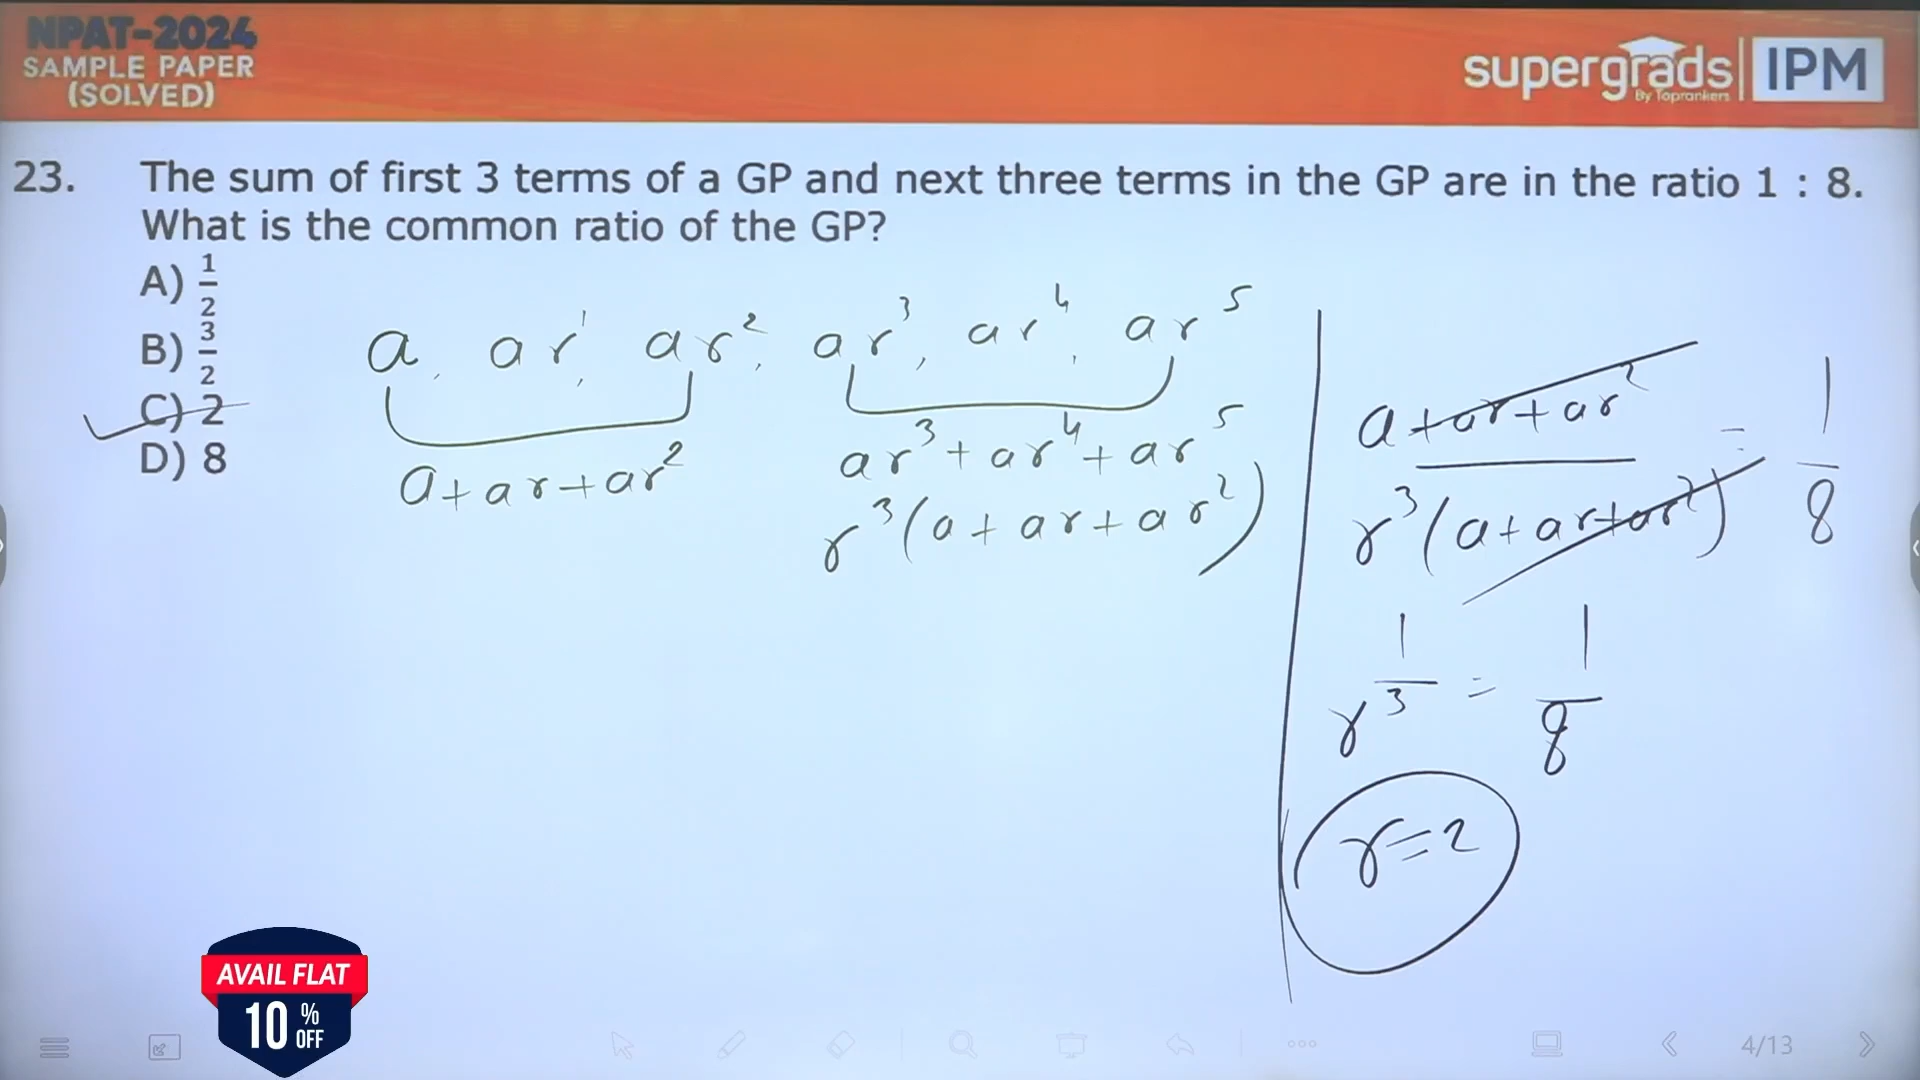 NPAT-2024
SAMPLE PAPER
(SOLVED)
supergrads
By Toprankers
IPM
23. The sum of first 3 terms of a GP and next three terms in the GP are in the ratio 1 : 8.
What is the common ratio of the GP?
A) 1/2
B) 3/2
C) 2
D) 8
a, ar¹, ar², ar³, ar⁴, ar⁵
a+ar+ar²
ar³+ar⁴+ar⁵
r³(a+ar+ar²)
a+ar+ar² / r³(a+ar+ar²) = 1/8
1/r³ = 1/8
r=2
AVAIL FLAT
10 % OFF
4/13